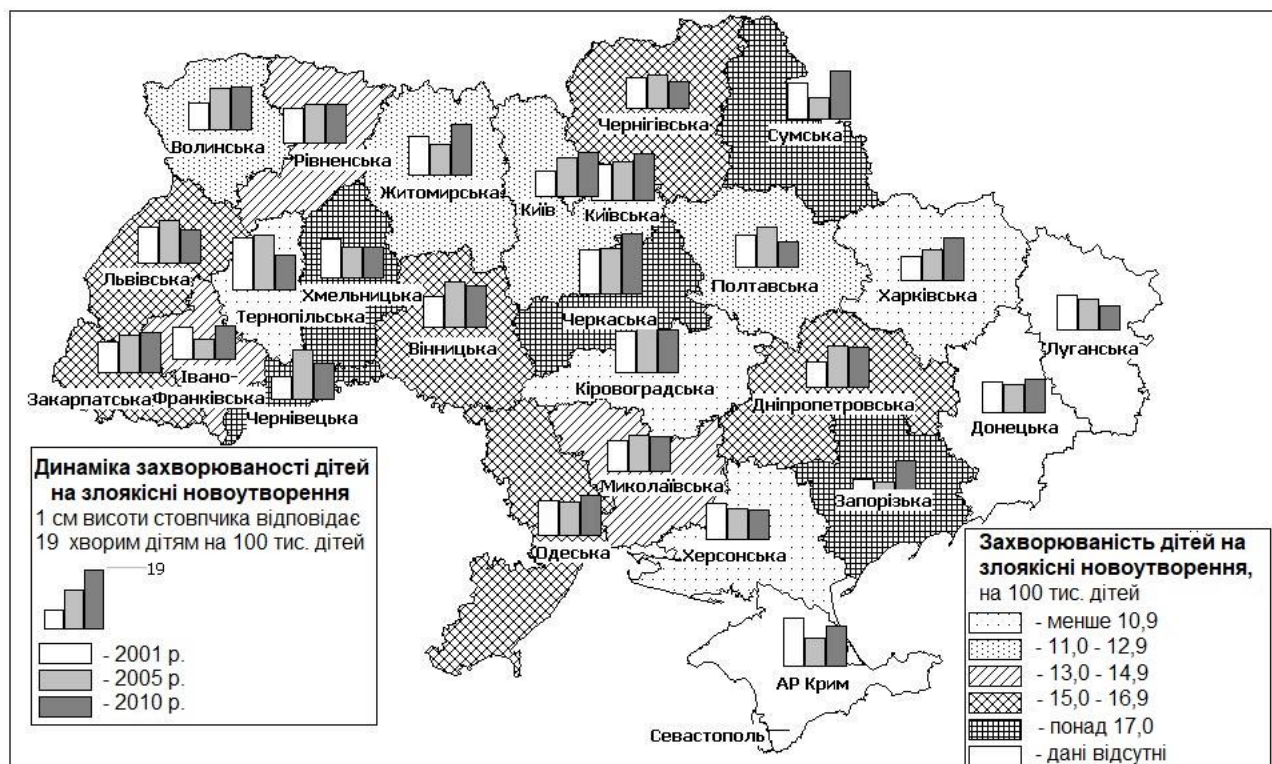 Чернігівська
Сумська
Волинська
Рівненська
Житомирська
Київ
Київська
Львівська
Хмельницька
Полтавська
Харківська
Тернопільська
Черкаська
Вінницька
Луганська
Закарпатська
Івано-
Франківська
Чернівецька
Кіровоградська
Дніпропетровська
Донецька
Миколаївська
Запорізька
Одеська
Херсонська
АР Крим
Севастополь
Динаміка захворюваності дітей
на злоякісні новоутворення
1 см висоти стовпчика відповідає
19 хворим дітям на 100 тис. дітей
19
- 2001 р.
- 2005 р.
- 2010 р.
Захворюваність дітей на
злоякісні новоутворення,
на 100 тис. дітей
- менше 10,9
- 11,0 - 12,9
- 13,0 - 14,9
- 15,0 - 16,9
- понад 17,0
- дані відсутні